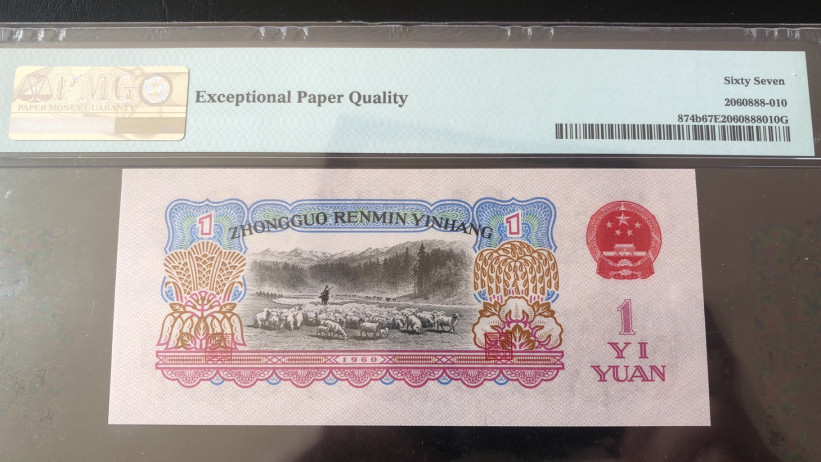 PMG
PAPER MONEY GUARANTY
Exceptional Paper Quality
Sixty Seven
2060888-010
874b67E2060888010G
1
ZHONGGUO RENMIN YINHANG
1
1960
1
YI
YUAN